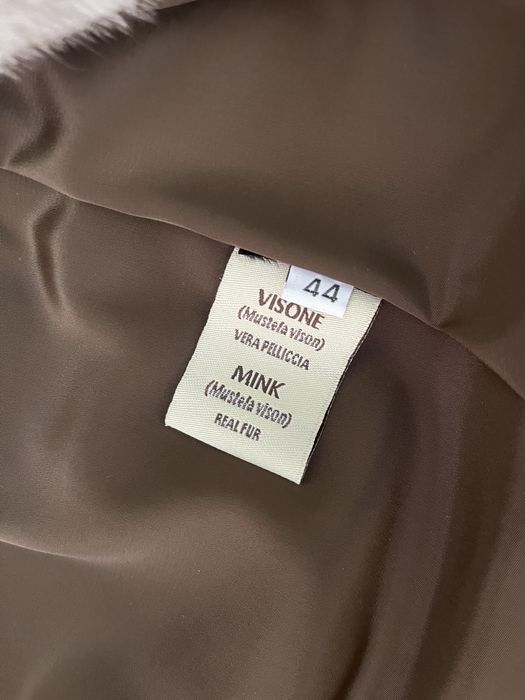 44
VISONE
(Mustela vison)
VERA PELLICCIA
MINK
(Mustela vison)
REAL FUR